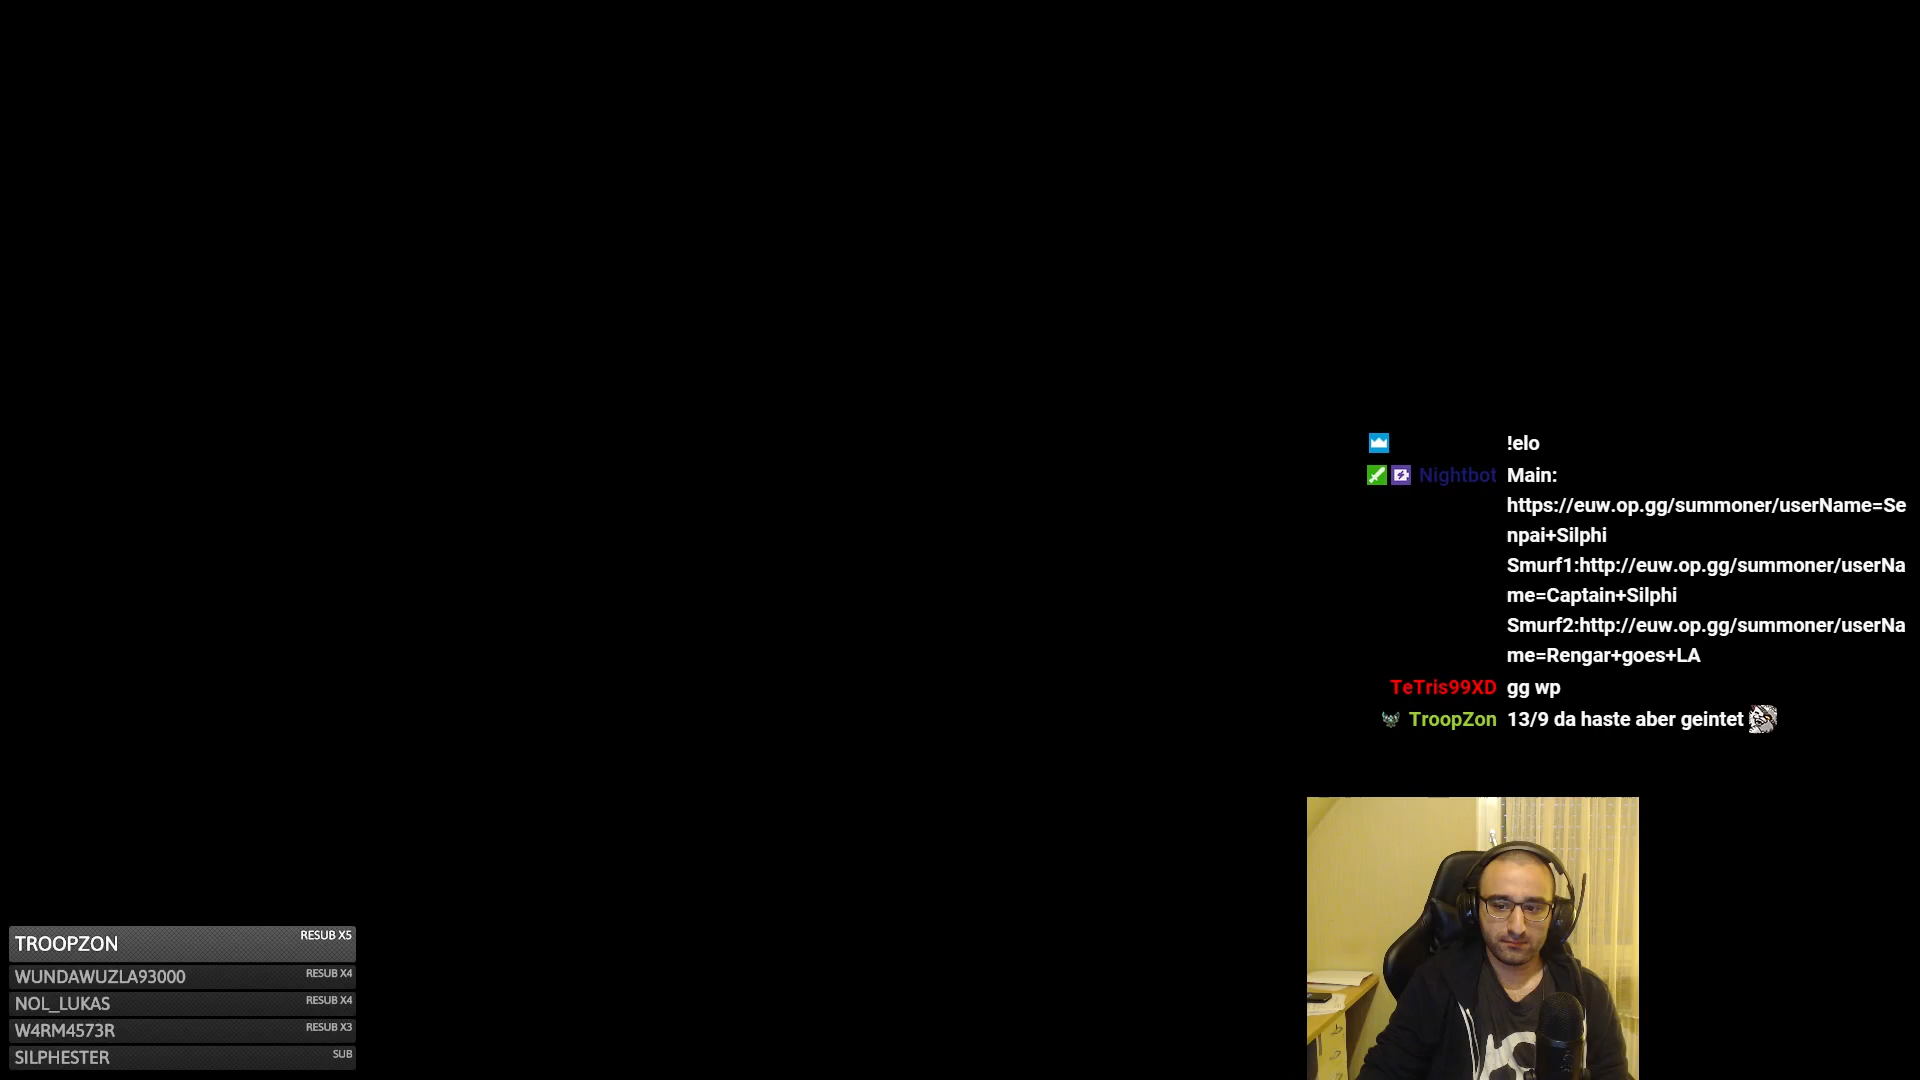 !elo
Nightbot Main:
https://euw.op.gg/summoner/userName=Se
npai+Silphi
Smurf1:http://euw.op.gg/summoner/userNa
me=Captain+Silphi
Smurf2:http://euw.op.gg/summoner/userNa
me=Rengar+goes+LA
TeTris99XD gg wp
TroopZon 13/9 da haste aber geintet
TROOPZON RESUB X5
WUNDAWUZLA93000 RESUB X4
NOL_LUKAS RESUB X4
W4RM4573R RESUB X3
SILPHESTER SUB